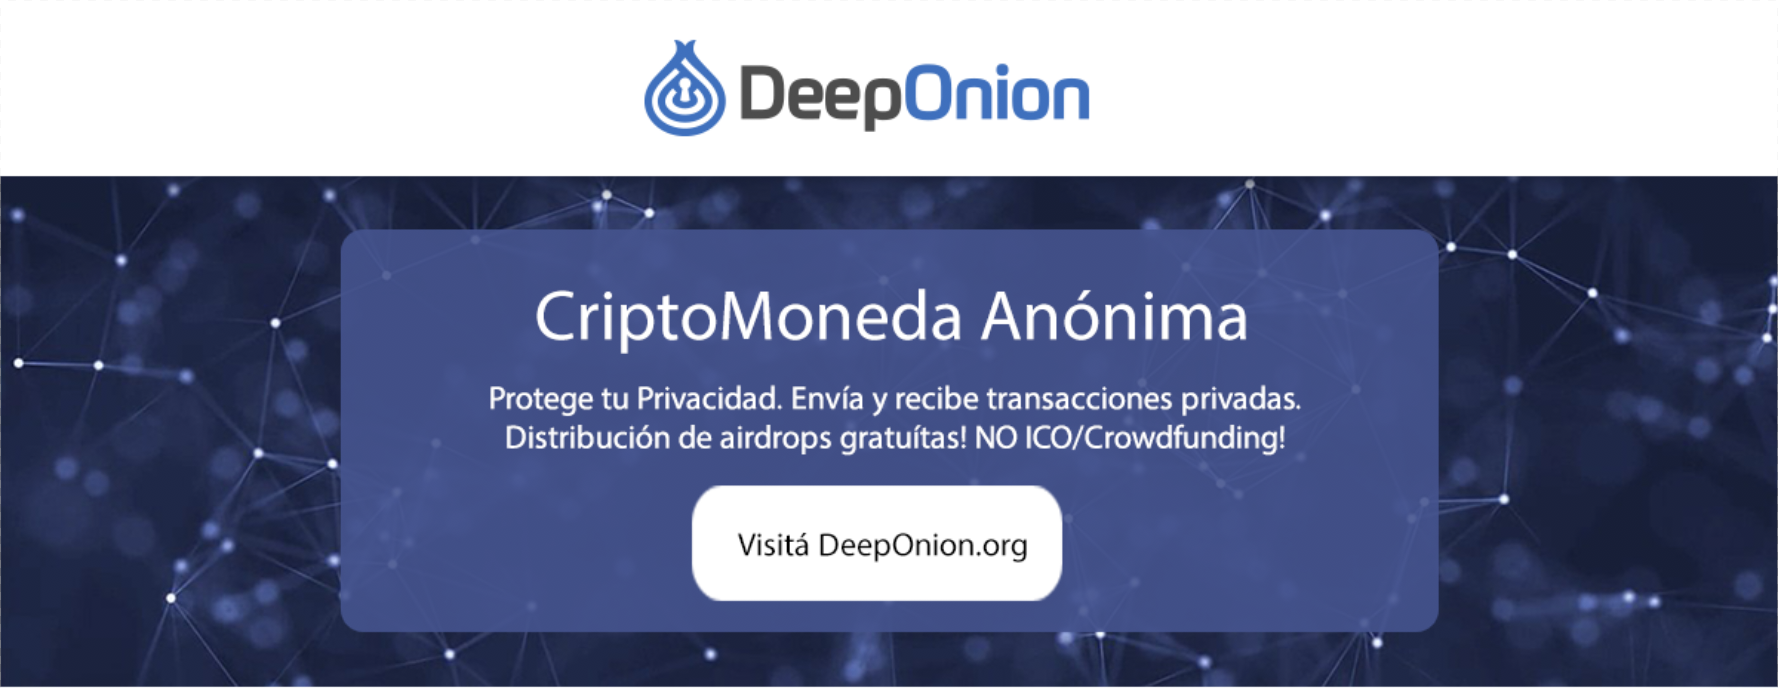 DeepOnion
CriptoMoneda Anónima
Protege tu Privacidad. Envía y recibe transacciones privadas.
Distribución de airdrops gratuítas! NO ICO/Crowdfunding!
Visitá DeepOnion.org